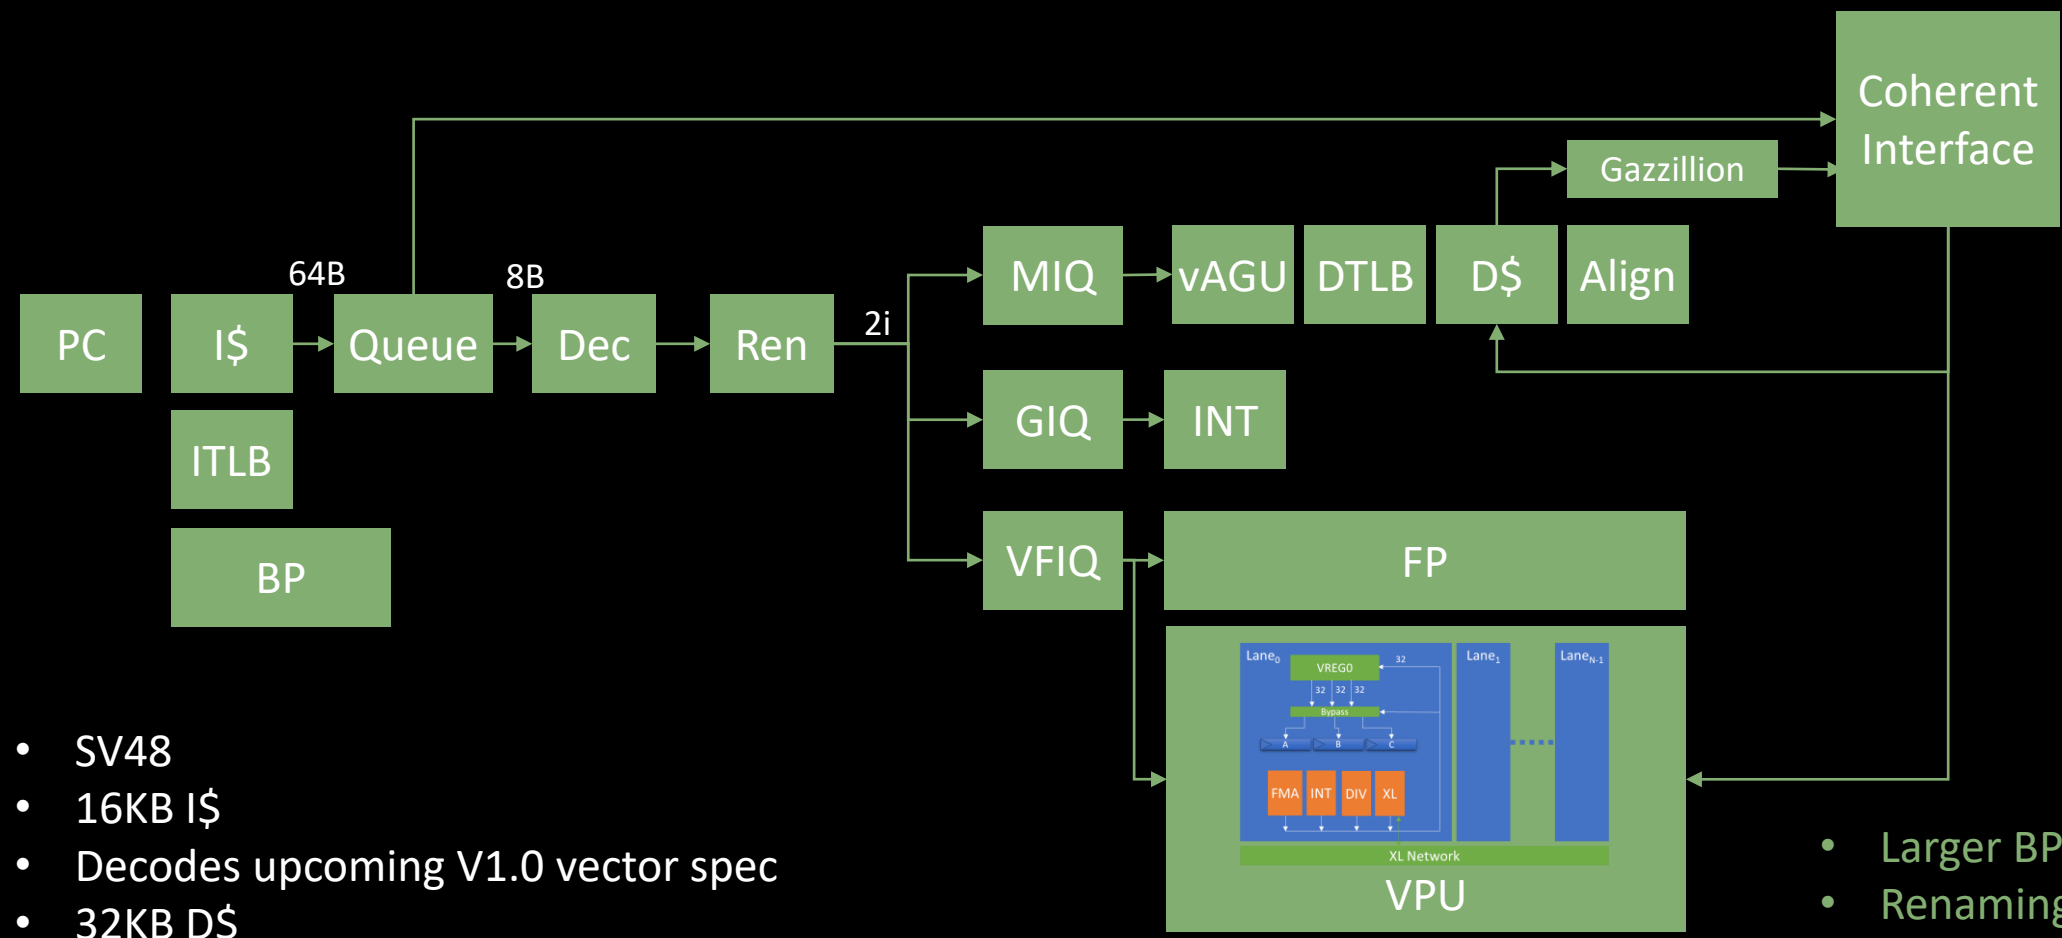 Coherent
Interface
Gazzillion
64B
8B
2i
PC
I$
Queue
Dec
Ren
MIQ
vAGU
DTLB
D$
Align
ITLB
GIQ
INT
BP
VFIQ
FP
Lane0
VREG0
32
Lane1
LaneN-1
32
32
32
Bypass
A
B
C
FMA
INT
DIV
XL
XL Network
VPU
• SV48
• 16KB I$
• Decodes upcoming V1.0 vector spec
• 32KB D$
• Larger BP
• Renaming